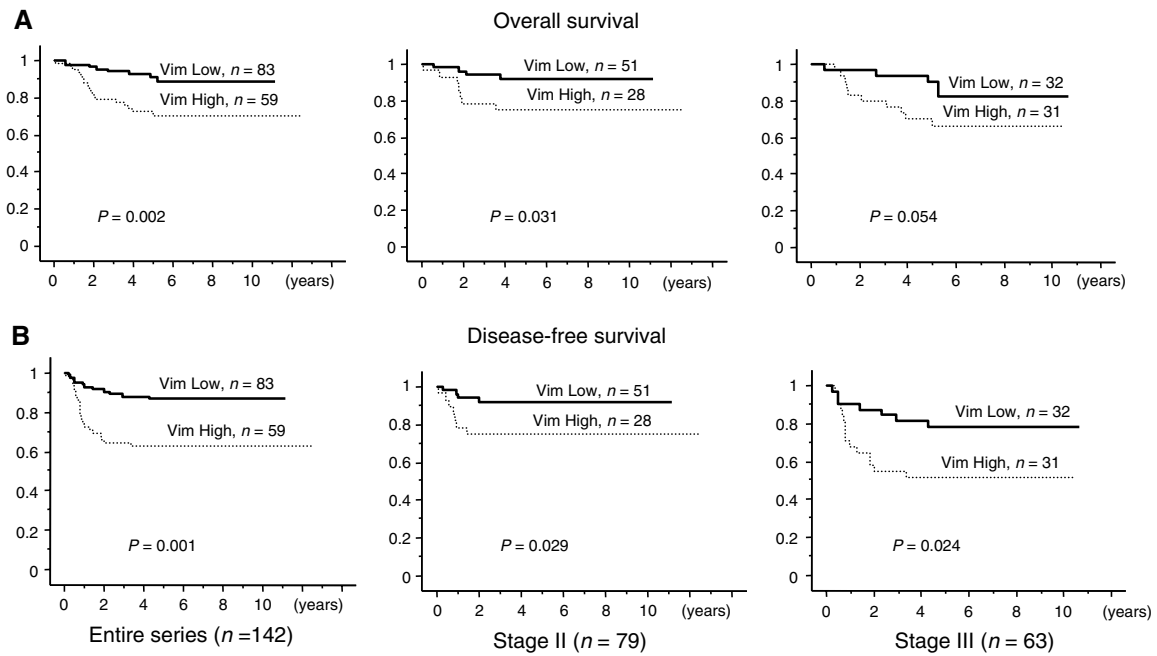 A
Overall survival
1
0.8
0.6
0.4
0.2
0
Vim Low, n = 83
Vim High, n = 59
P = 0.002
0 2 4 6 8 10 (years)
1
0.8
0.6
0.4
0.2
0
Vim Low, n = 51
Vim High, n = 28
P = 0.031
0 2 4 6 8 10 (years)
1
0.8
0.6
0.4
0.2
0
Vim Low, n = 32
Vim High, n = 31
P = 0.054
0 2 4 6 8 10 (years)
B
Disease-free survival
1
0.8
0.6
0.4
0.2
0
Vim Low, n = 83
Vim High, n = 59
P = 0.001
0 2 4 6 8 10 (years)
Entire series (n =142)
1
0.8
0.6
0.4
0.2
0
Vim Low, n = 51
Vim High, n = 28
P = 0.029
0 2 4 6 8 10 (years)
Stage II (n = 79)
1
0.8
0.6
0.4
0.2
0
Vim Low, n = 32
Vim High, n = 31
P = 0.024
0 2 4 6 8 10 (years)
Stage III (n = 63)